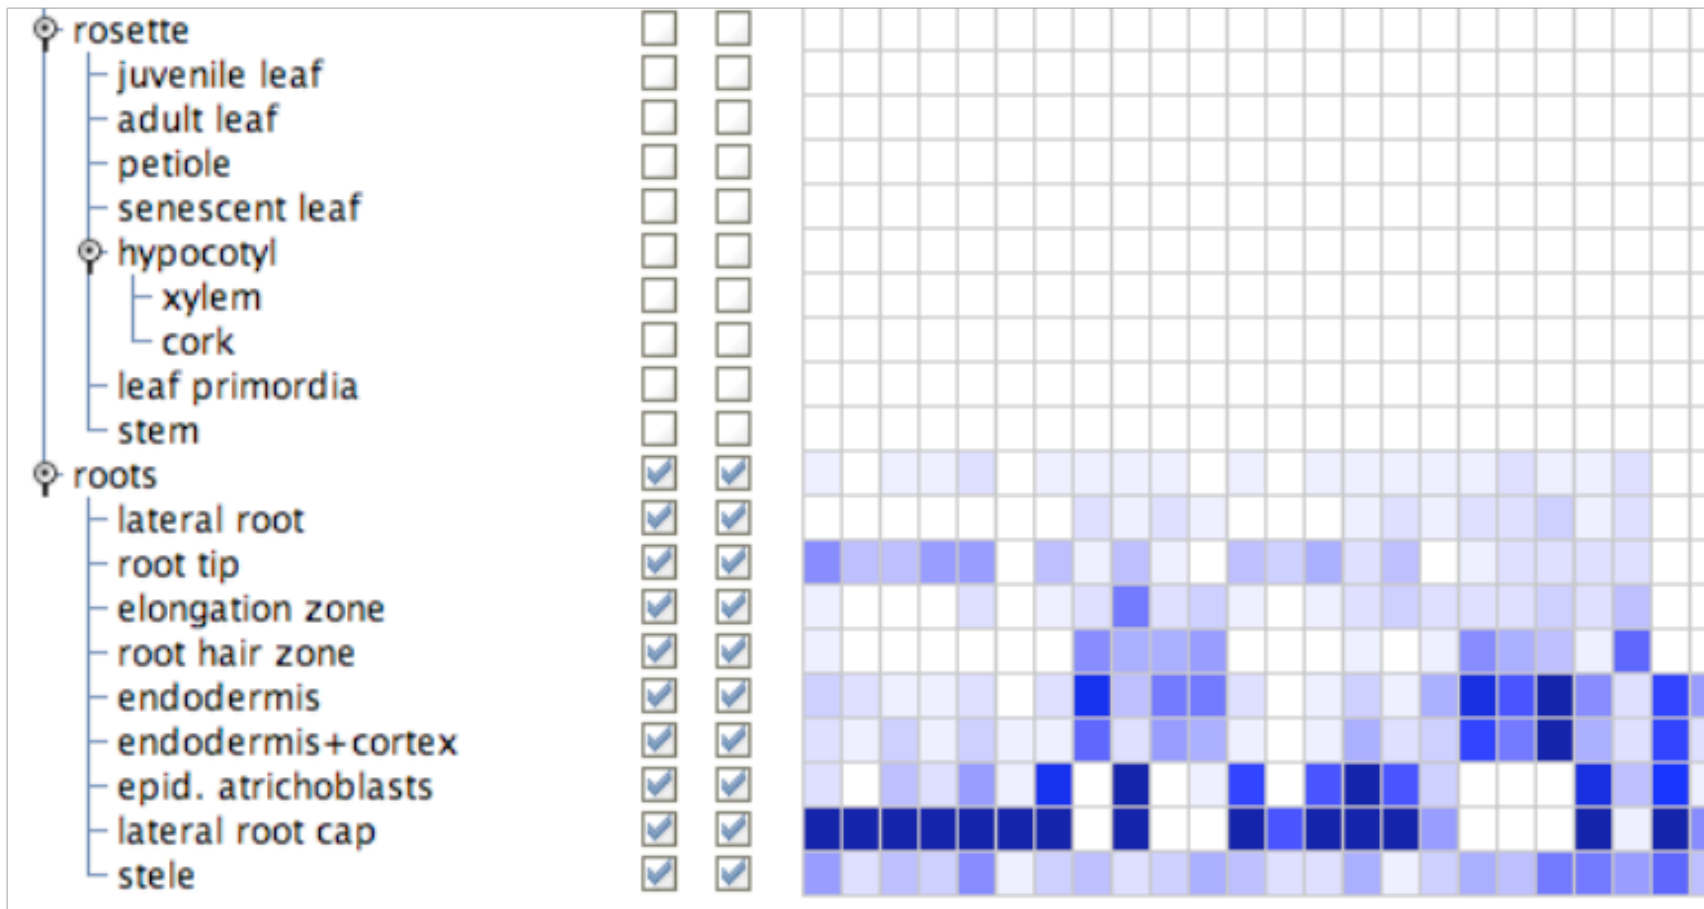 rosette
juvenile leaf
adult leaf
petiole
senescent leaf
hypocotyl
xylem
cork
leaf primordia
stem
roots
lateral root
root tip
elongation zone
root hair zone
endodermis
endodermis+cortex
epid. atrichoblasts
lateral root cap
stele